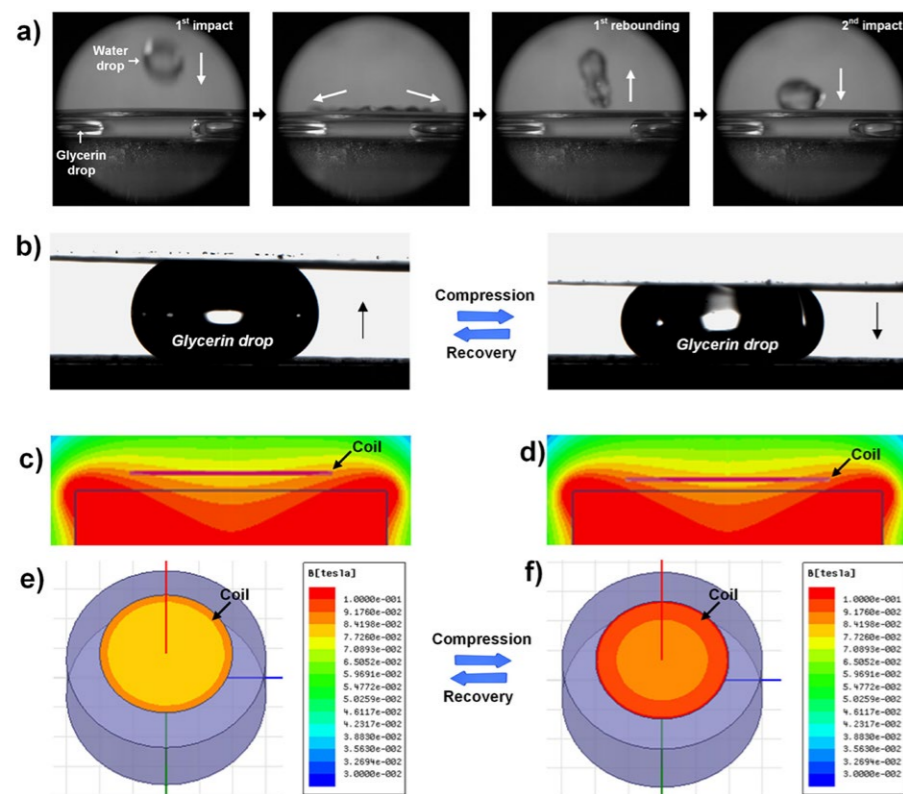 a)
1st impact
Water drop
Glycerin drop
1st rebounding
2nd impact
b)
Glycerin drop
Compression
Recovery
Glycerin drop
c)
Coil
d)
Coil
e)
Coil
B[tesla]
1.0000e-001
9.1760e-002
8.4198e-002
7.7260e-002
7.0893e-002
6.5052e-002
5.9691e-002
5.4772e-002
5.0259e-002
4.6117e-002
4.2317e-002
3.8830e-002
3.5630e-002
3.2694e-002
3.0000e-002
Compression
Recovery
f)
Coil
B[tesla]
1.0000e-001
9.1760e-002
8.4198e-002
7.7260e-002
7.0893e-002
6.5052e-002
5.9691e-002
5.4772e-002
5.0259e-002
4.6117e-002
4.2317e-002
3.8830e-002
3.5630e-002
3.2694e-002
3.0000e-002